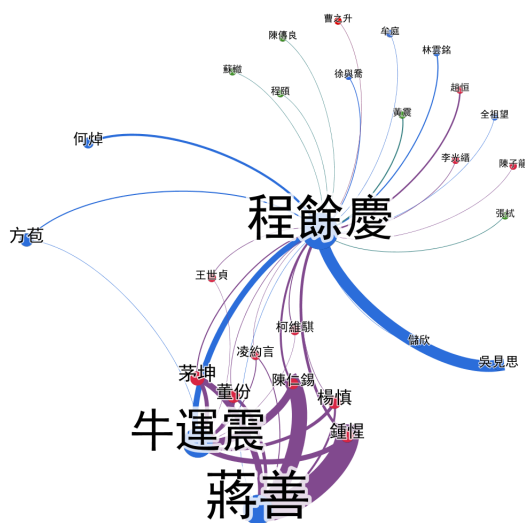 曹之升
牟庭
陳傅良
林雲銘
蘇轍
徐與喬
趙恒
程頤
黃震
全祖望
何焯
李光縉
陳子龍
張栻
程餘慶
方苞
王世貞
柯維騏
儲欣
凌約言
吳見思
茅坤
陳仁錫
董份
楊慎
牛運震
鍾惺
蔣善